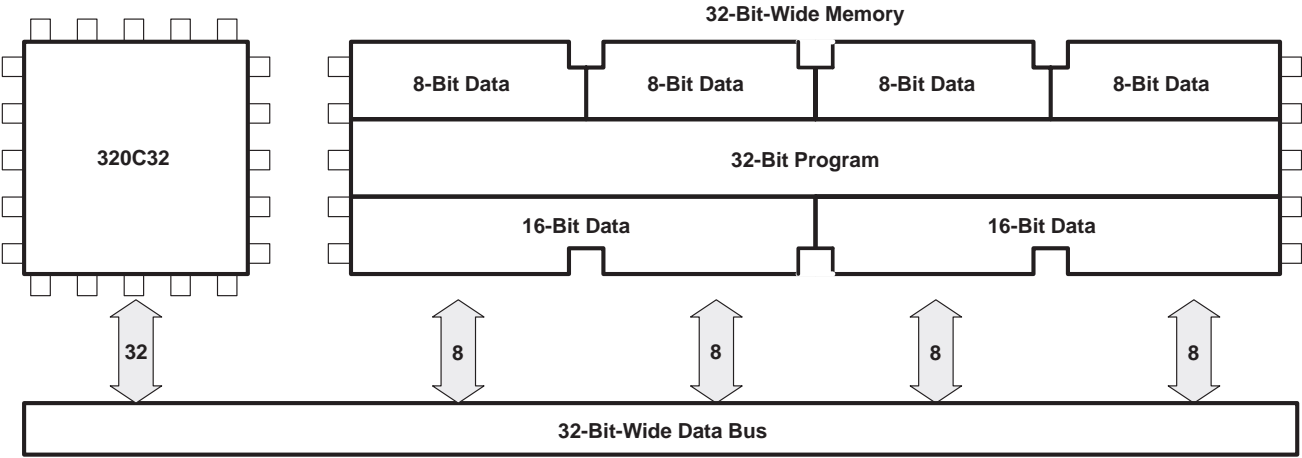 32-Bit-Wide Memory
8-Bit Data
8-Bit Data
8-Bit Data
8-Bit Data
320C32
32-Bit Program
16-Bit Data
16-Bit Data
32
8
8
8
8
32-Bit-Wide Data Bus